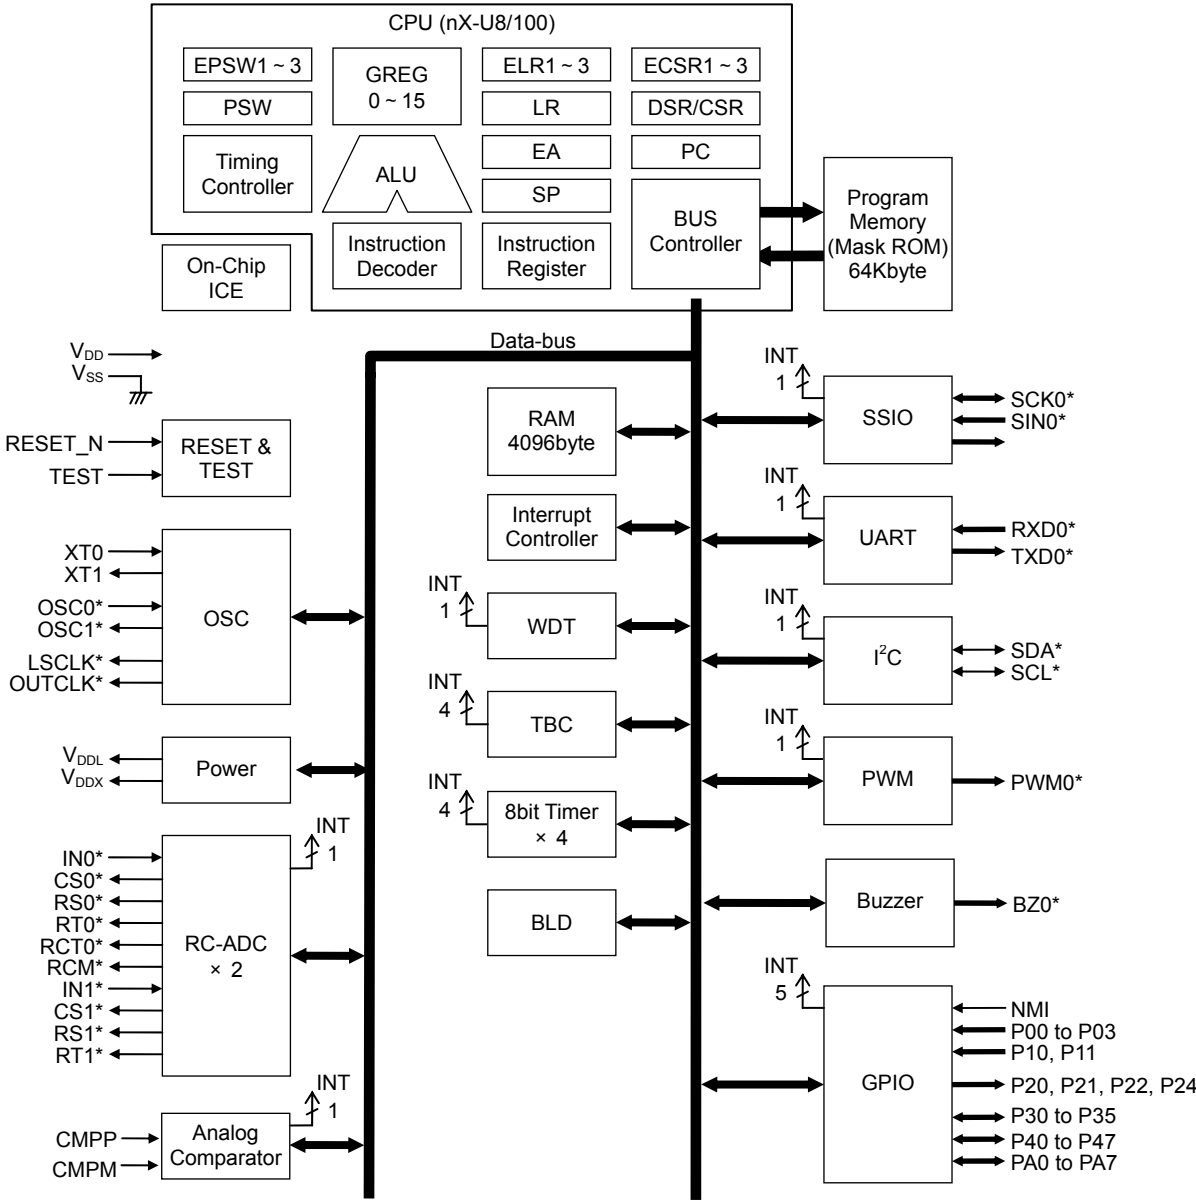 CPU (nX-U8/100)
EPSW1 ~ 3
GREG
0 ~ 15
ELR1 ~ 3
ECSR1 ~ 3
PSW
LR
DSR/CSR
Timing
Controller
ALU
EA
PC
SP
BUS
Controller
Program
Memory
(Mask ROM)
64Kbyte
Instruction
Decoder
Instruction
Register
On-Chip
ICE
Data-bus
VDD
VSS
RESET_N
TEST
RESET &
TEST
XT0
XT1
OSC0*
OSC1*
LSCLK*
OUTCLK*
OSC
VDDL
VDDX
Power
IN0*
CS0*
RS0*
RT0*
RCT0*
RCM*
IN1*
CS1*
RS1*
RT1*
RC-ADC
× 2
INT
1
CMPP
CMPM
Analog
Comparator
INT
1
RAM
4096byte
Interrupt
Controller
INT
1
WDT
INT
4
TBC
INT
4
8bit Timer
× 4
BLD
INT
1
SSIO
SCK0*
SIN0*
INT
1
UART
RXD0*
TXD0*
INT
1
I²C
SDA*
SCL*
INT
1
PWM
PWM0*
Buzzer
BZ0*
INT
5
GPIO
NMI
P00 to P03
P10, P11
P20, P21, P22, P24
P30 to P35
P40 to P47
PA0 to PA7